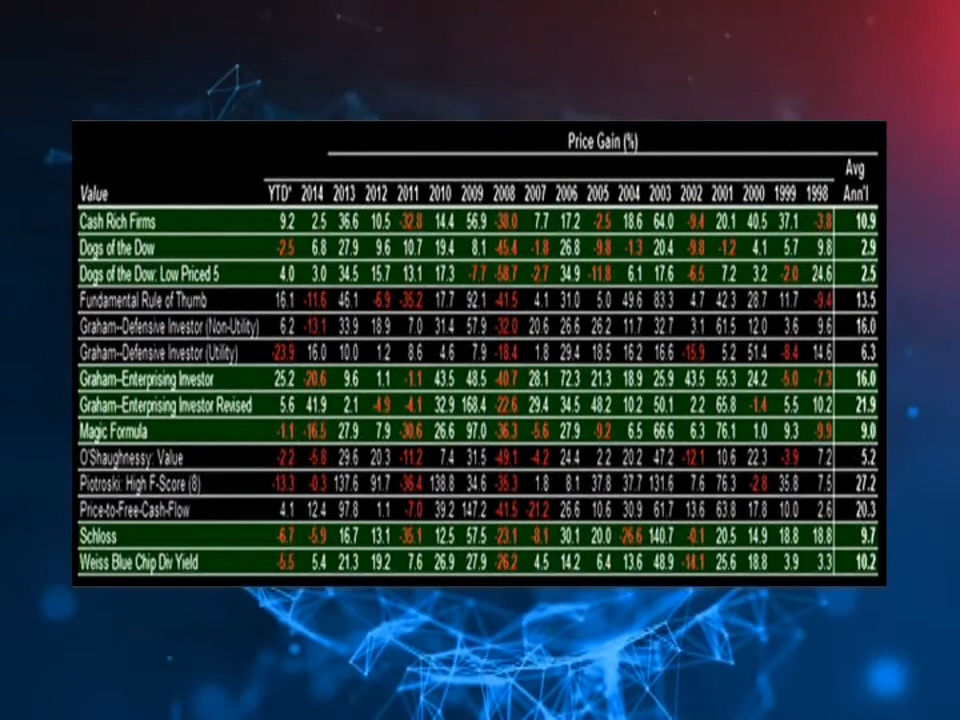 Price Gain (%)
Avg
Value YTD* 2014 2013 2012 2011 2010 2009 2008 2007 2006 2005 2004 2003 2002 2001 2000 1999 1998 Ann'l
Cash Rich Firms 9.2 2.5 36.6 10.5 -32.8 14.4 56.9 -38.0 7.7 17.2 -2.5 18.6 64.0 -9.4 20.1 40.5 37.1 -3.8 10.9
Dogs of the Dow -2.5 6.8 27.9 9.6 10.7 19.4 8.1 -45.4 -1.8 26.8 -9.8 -1.3 20.4 -9.8 -1.2 4.1 5.7 9.8 2.9
Dogs of the Dow: Low Priced 5 4.0 3.0 34.5 15.7 13.1 17.3 -7.7 -58.7 -2.7 34.9 -11.8 6.1 17.6 -6.5 7.2 3.2 -2.0 24.6 2.5
Fundamental Rule of Thumb 16.1 -11.6 46.1 -6.9 -35.2 17.7 92.1 -41.5 4.1 31.0 5.0 49.6 83.3 4.7 42.3 28.7 11.7 -9.4 13.5
Graham--Defensive Investor (Non-Utility) 6.2 -13.1 33.9 18.9 7.0 31.4 57.9 -32.0 20.6 26.6 26.2 11.7 32.7 3.1 61.5 12.0 3.6 9.6 16.0
Graham--Defensive Investor (Utility) -23.9 16.0 10.0 1.2 8.6 4.6 7.9 -18.4 1.8 29.4 18.5 16.2 16.6 -15.9 5.2 51.4 -8.4 14.6 6.3
Graham--Enterprising Investor 25.2 -20.6 9.6 1.1 -1.1 43.5 48.5 -40.7 28.1 72.3 21.3 18.9 25.9 43.5 55.3 24.2 -5.0 -7.3 16.0
Graham--Enterprising Investor Revised 5.6 41.9 2.1 -4.9 -4.1 32.9 168.4 -22.6 29.4 34.5 48.2 10.2 50.1 2.2 65.8 -1.4 5.5 10.2 21.9
Magic Formula -1.1 -16.5 27.9 7.9 -30.6 26.6 97.0 -36.3 -5.6 27.9 -9.2 6.5 66.6 6.3 76.1 1.0 9.3 -9.9 9.0
O'Shaughnessy: Value -2.2 -5.8 29.6 20.3 -11.2 7.4 31.5 -49.1 -4.2 24.4 2.2 20.2 47.2 -12.1 10.6 22.3 -3.9 7.2 5.2
Piotroski: High F-Score (8) -13.3 -0.3 137.6 91.7 -36.4 138.8 34.6 -35.3 1.8 8.1 37.8 37.7 131.6 7.6 76.3 -2.8 35.8 7.5 27.2
Price-to-Free-Cash-Flow 4.1 12.4 97.8 1.1 -7.0 39.2 147.2 -41.5 -21.2 26.6 10.6 30.9 61.7 13.6 63.8 17.8 10.0 2.6 20.3
Schloss -6.7 -5.9 16.7 13.1 -35.1 12.5 57.5 -23.1 -8.1 30.1 20.0 -26.6 140.7 -0.1 20.5 14.9 18.8 18.8 9.7
Weiss Blue Chip Div Yield -5.5 5.4 21.3 19.2 7.6 26.9 27.9 -26.2 4.5 14.2 6.4 13.6 48.9 -14.1 25.6 18.8 3.9 3.3 10.2